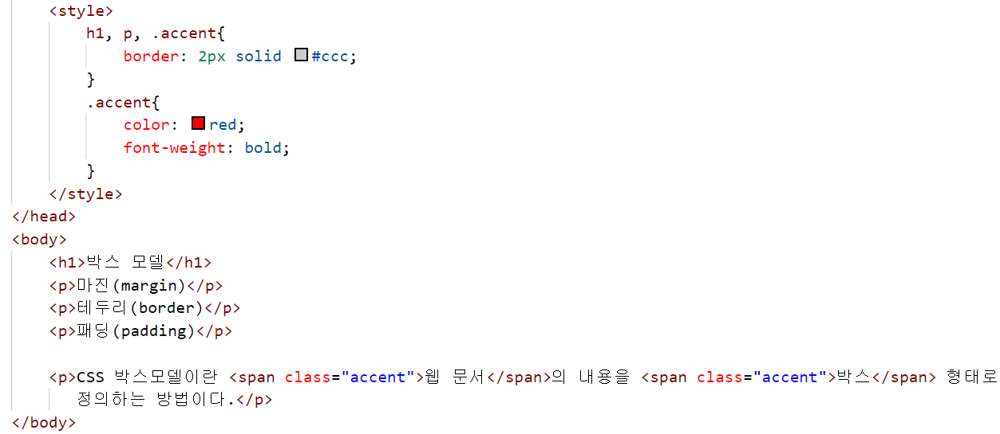 <style>
h1, p, .accent{
border: 2px solid #ccc;
}
.accent{
color: red;
font-weight: bold;
}
</style>
</head>
<body>
<h1>박스 모델</h1>
<p>마진(margin)</p>
<p>테두리(border)</p>
<p>패딩(padding)</p>
<p>CSS 박스모델이란 <span class="accent">웹 문서</span>의 내용을 <span class="accent">박스</span> 형태로
정의하는 방법이다.</p>
</body>